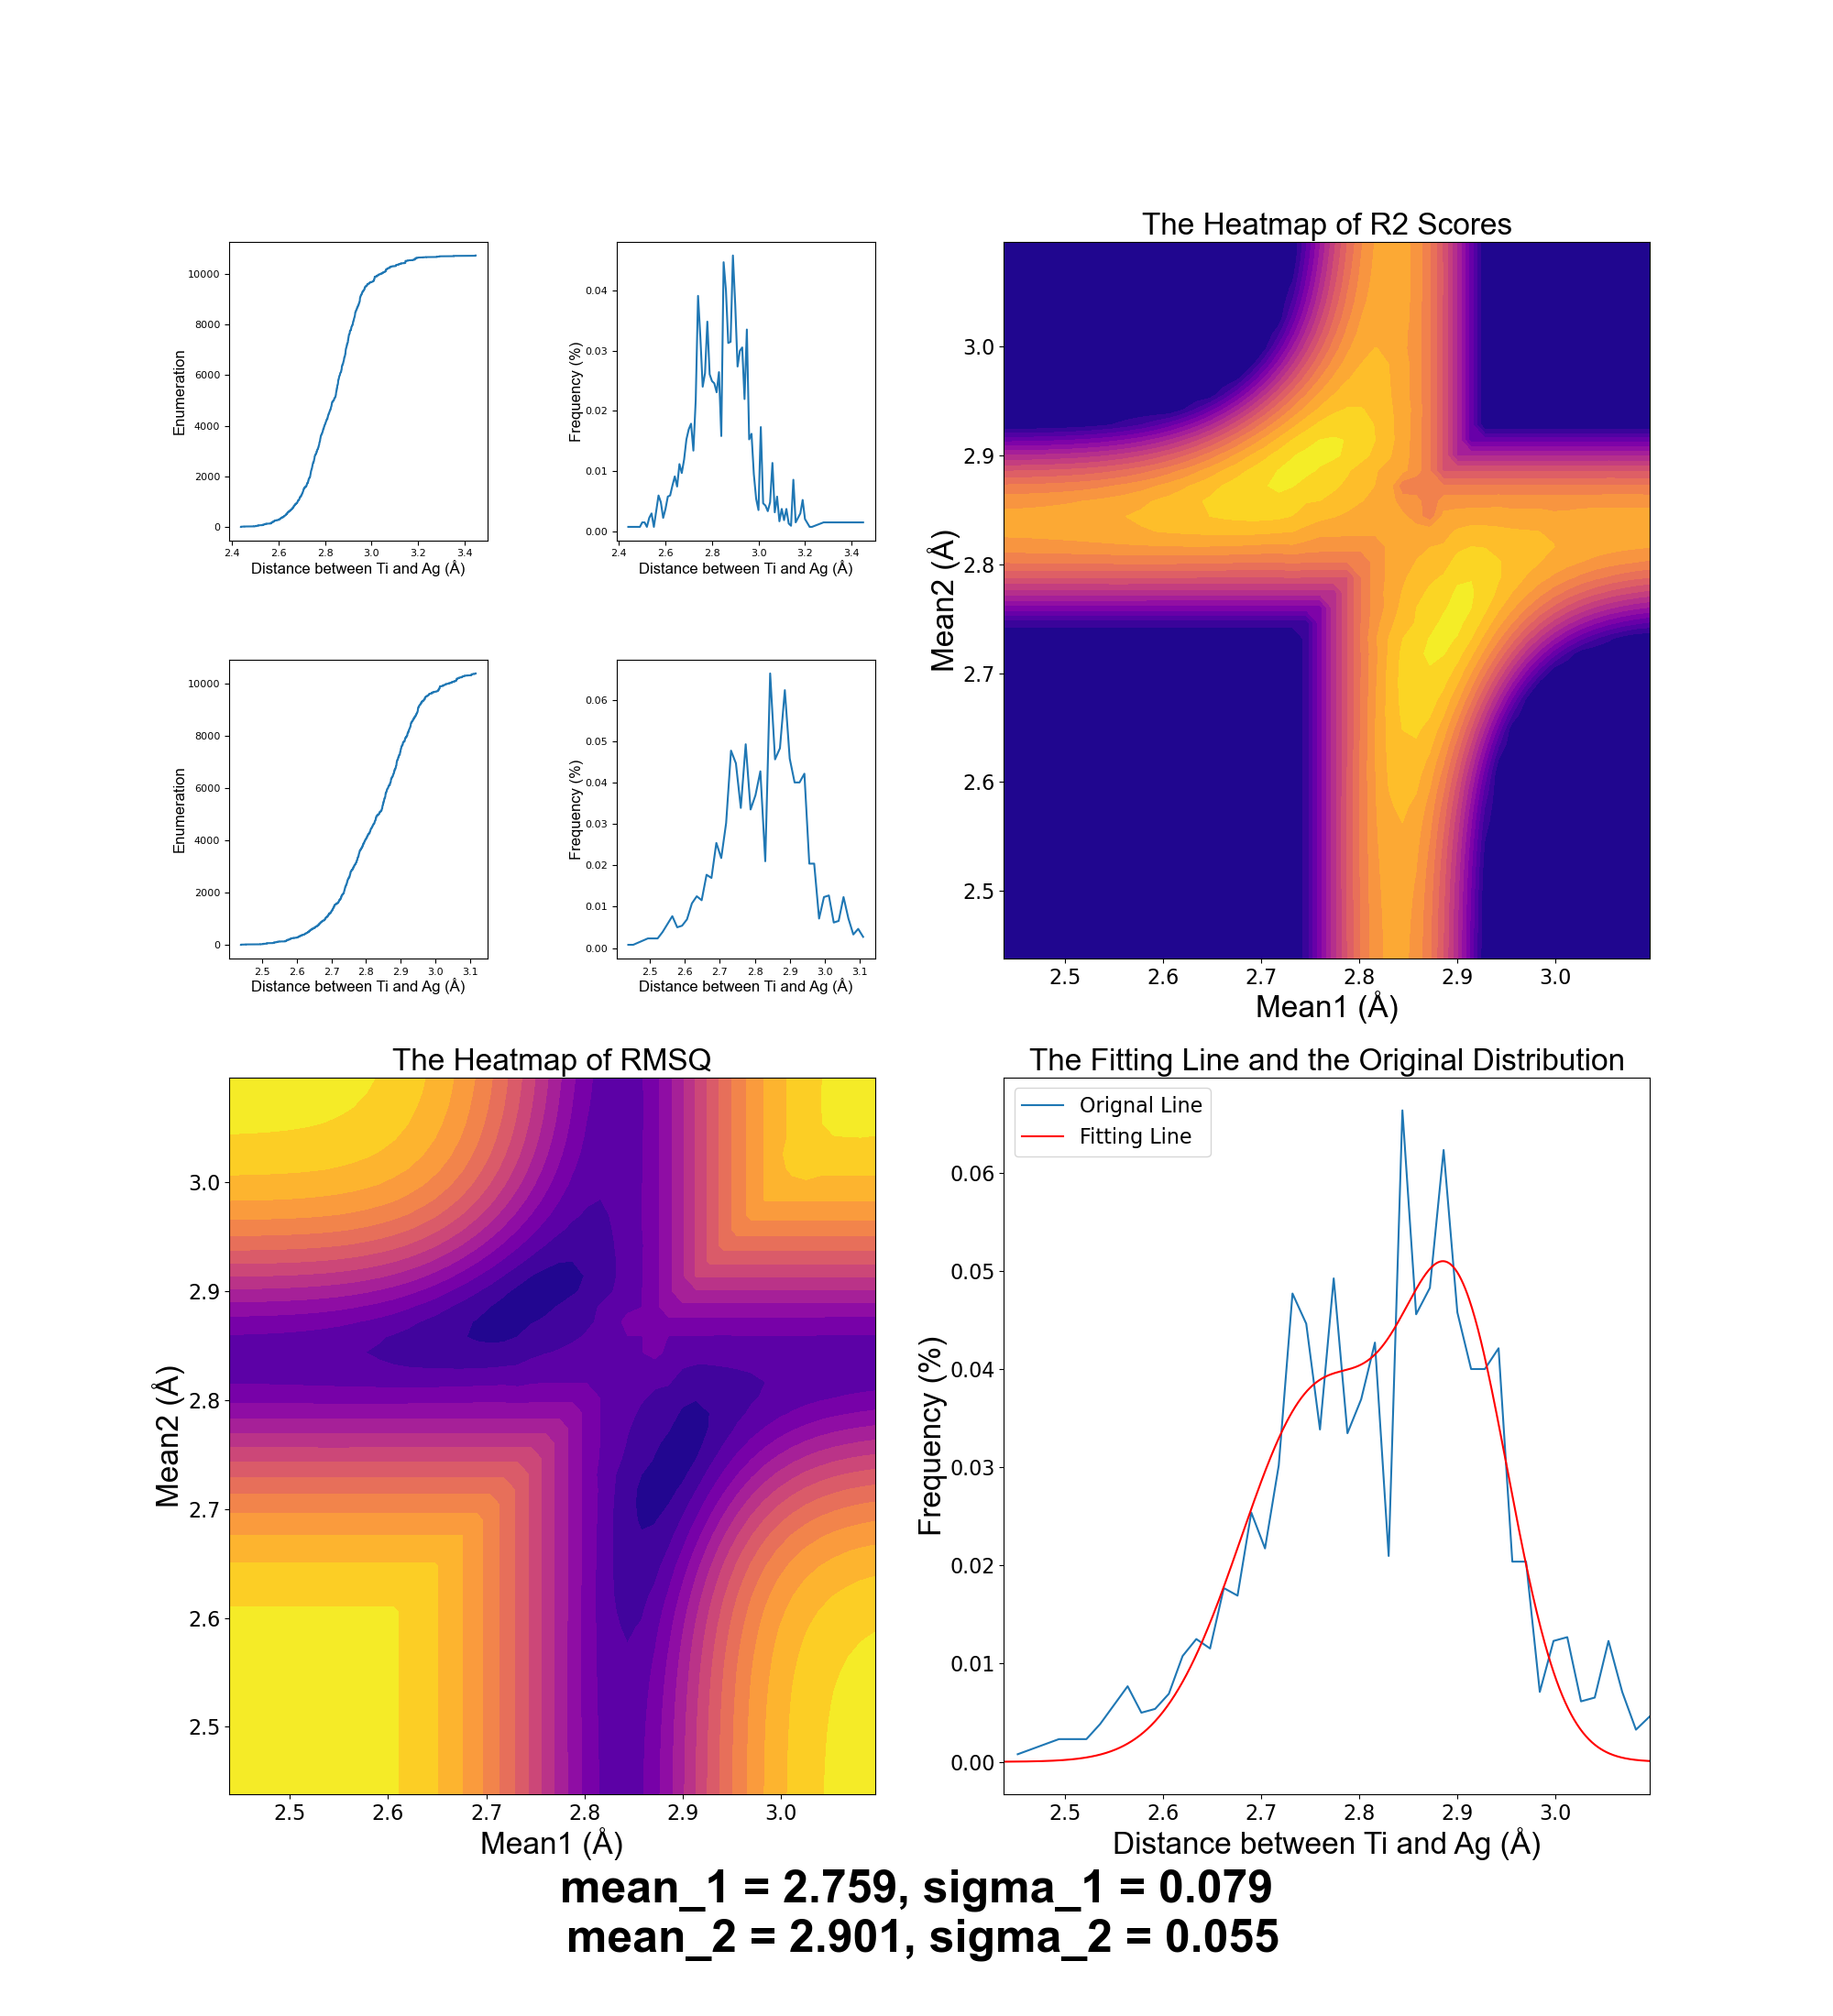 10000
8000
6000
4000
2000
0
Enumeration
2.4 2.6 2.8 3.0 3.2 3.4
Distance between Ti and Ag (Å)
0.04
0.03
0.02
0.01
0.00
Frequency (%)
2.4 2.6 2.8 3.0 3.2 3.4
Distance between Ti and Ag (Å)
The Heatmap of R2 Scores
3.0
2.9
2.8
2.7
2.6
2.5
Mean2 (Å)
2.5 2.6 2.7 2.8 2.9 3.0
Mean1 (Å)
10000
8000
6000
4000
2000
0
Enumeration
2.5 2.6 2.7 2.8 2.9 3.0 3.1
Distance between Ti and Ag (Å)
0.06
0.05
0.04
0.03
0.02
0.01
0.00
Frequency (%)
2.5 2.6 2.7 2.8 2.9 3.0 3.1
Distance between Ti and Ag (Å)
The Heatmap of RMSQ
3.0
2.9
2.8
2.7
2.6
2.5
Mean2 (Å)
2.5 2.6 2.7 2.8 2.9 3.0
Mean1 (Å)
The Fitting Line and the Original Distribution
Orignal Line
Fitting Line
0.06
0.05
0.04
0.03
0.02
0.01
0.00
Frequency (%)
2.5 2.6 2.7 2.8 2.9 3.0
Distance between Ti and Ag (Å)
mean_1 = 2.759, sigma_1 = 0.079
mean_2 = 2.901, sigma_2 = 0.055